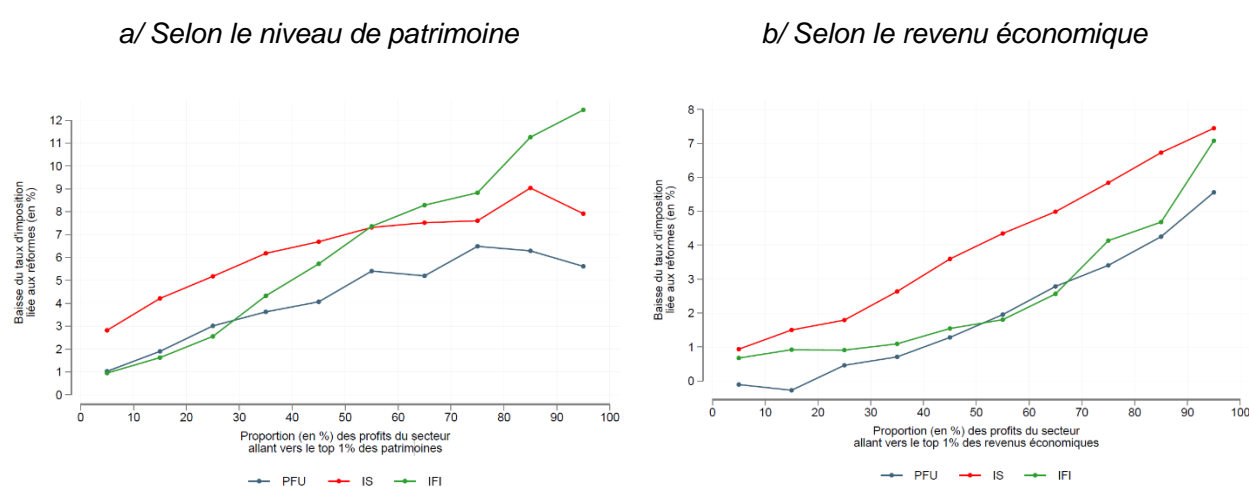 a/ Selon le niveau de patrimoine
Baisse du taux d'imposition
liée aux réformes (en %)
12
11
10
9
8
7
6
5
4
3
2
1
0
0 10 20 30 40 50 60 70 80 90 100
Proportion (en %) des profits du secteur
allant vers le top 1% des patrimoines
PFU IS IFI
b/ Selon le revenu économique
Baisse du taux d'imposition
liée aux réformes (en %)
8
7
6
5
4
3
2
1
0
0 10 20 30 40 50 60 70 80 90 100
Proportion (en %) des profits du secteur
allant vers le top 1% des revenus économiques
PFU IS IFI